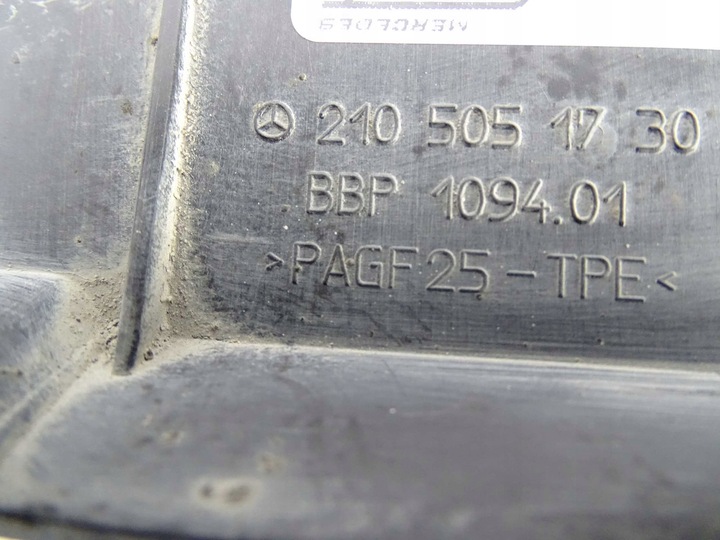 MERCEDES
210 505 17 30
BBP 1094.01
>PAGF25-TPE<